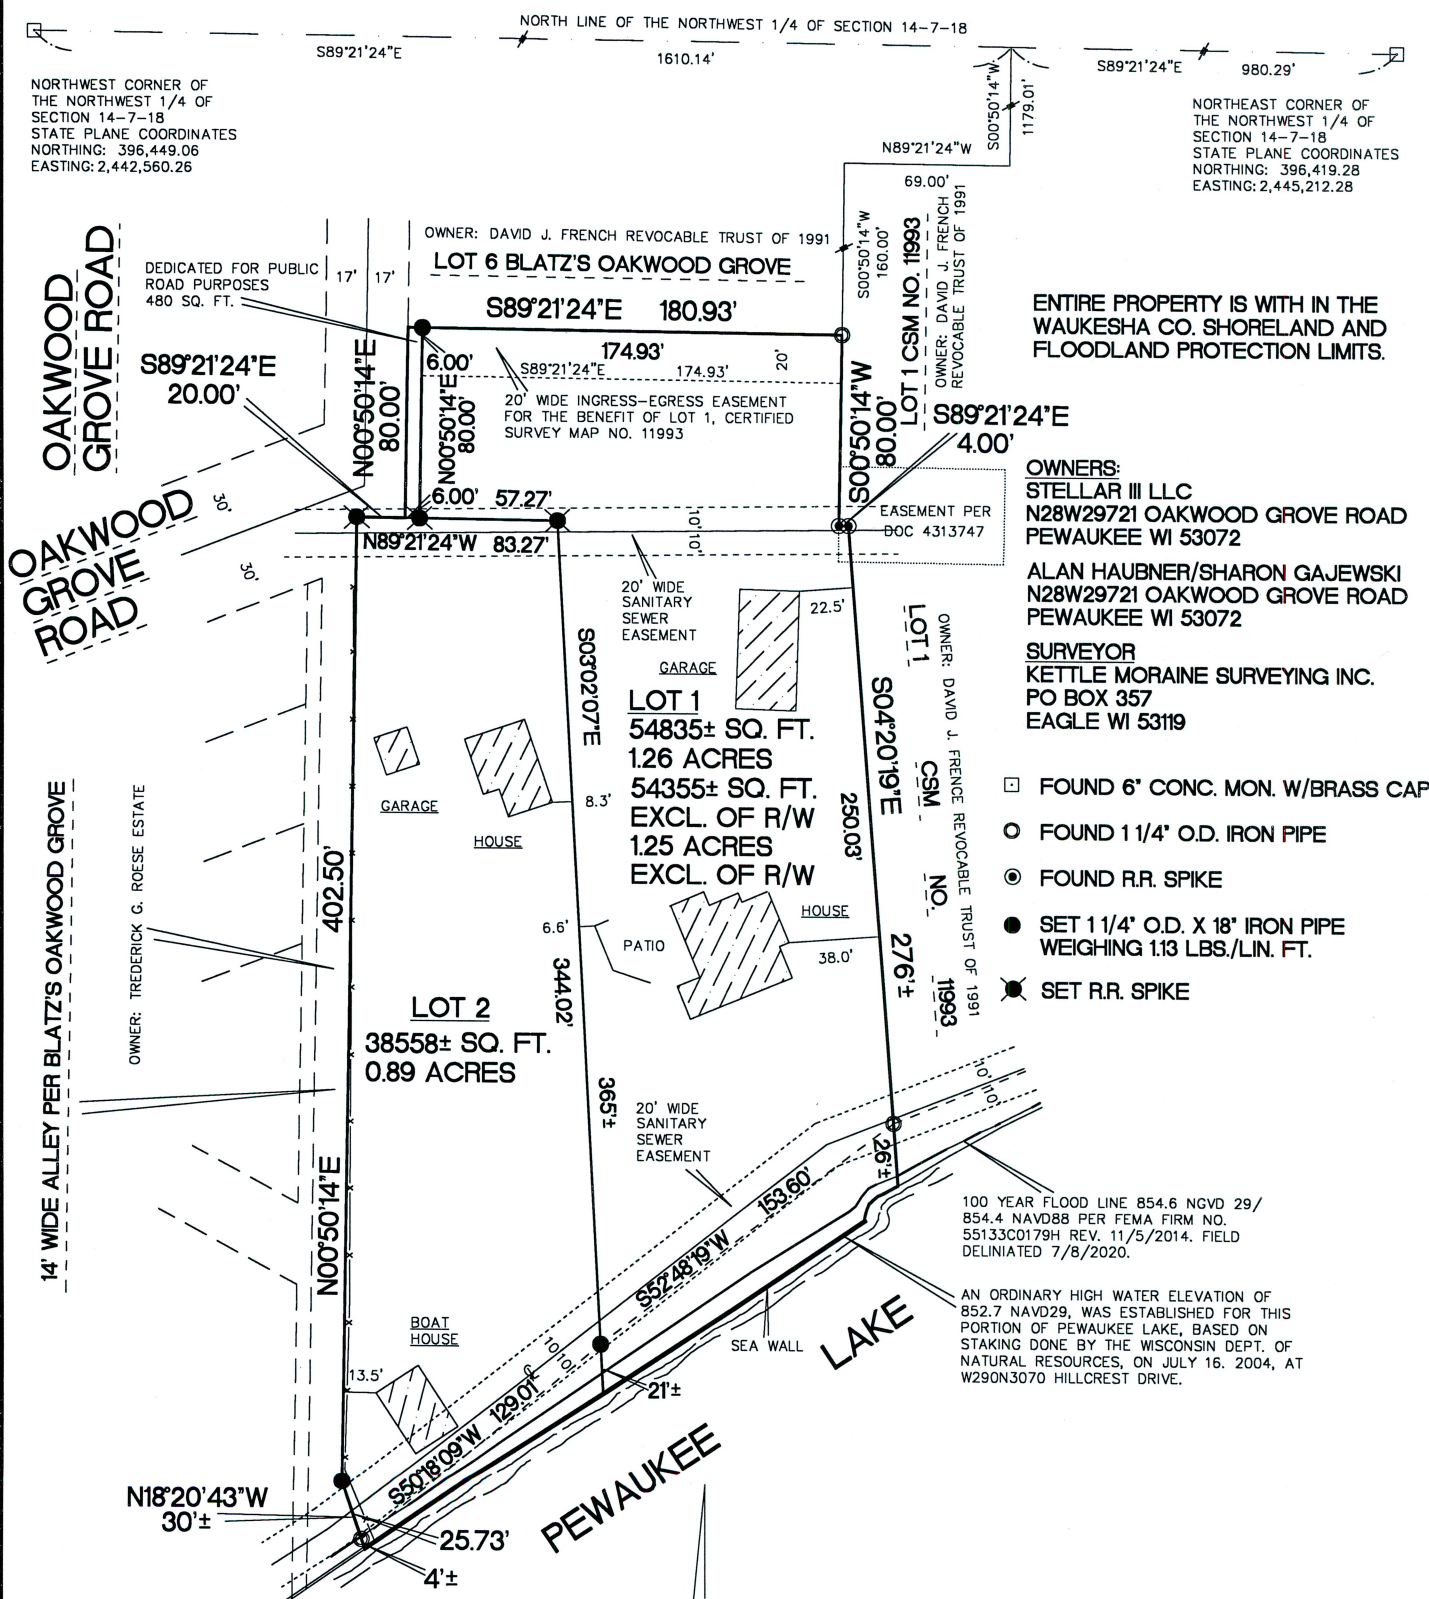 NORTH LINE OF THE NORTHWEST 1/4 OF SECTION 14-7-18
S89°21'24"E
1610.14'
S89°21'24"E
980.29'
NORTHWEST CORNER OF
THE NORTHWEST 1/4 OF
SECTION 14-7-18
STATE PLANE COORDINATES
NORTHING: 396,449.06
EASTING: 2,442,560.26
S00°50'14"W
1179.01'
N89°21'24"W
69.00'
NORTHEAST CORNER OF
THE NORTHWEST 1/4 OF
SECTION 14-7-18
STATE PLANE COORDINATES
NORTHING: 396,419.28
EASTING: 2,445,212.28
OAKWOOD
GROVE ROAD
DEDICATED FOR PUBLIC
ROAD PURPOSES
480 SQ. FT.
17'
17'
OWNER: DAVID J. FRENCH REVOCABLE TRUST OF 1991
LOT 6 BLATZ'S OAKWOOD GROVE
S00°50'14"W
160.00'
LOT 1 CSM NO. 11993
OWNER: DAVID J. FRENCH
REVOCABLE TRUST OF 1991
ENTIRE PROPERTY IS WITH IN THE
WAUKESHA CO. SHORELAND AND
FLOODLAND PROTECTION LIMITS.
S89°21'24"E 180.93'
174.93'
6.00'
S89°21'24"E 174.93'
20'
S89°21'24"E
20.00'
N00°50'14"E
80.00'
N00°50'14"E
80.00'
20' WIDE INGRESS-EGRESS EASEMENT
FOR THE BENEFIT OF LOT 1, CERTIFIED
SURVEY MAP NO. 11993
S00°50'14"W
80.00'
S89°21'24"E
4.00'
OWNERS:
STELLAR III LLC
N28W29721 OAKWOOD GROVE ROAD
PEWAUKEE WI 53072
ALAN HAUBNER/SHARON GAJEWSKI
N28W29721 OAKWOOD GROVE ROAD
PEWAUKEE WI 53072
SURVEYOR
KETTLE MORAINE SURVEYING INC.
PO BOX 357
EAGLE WI 53119
OAKWOOD
GROVE
ROAD
30'
30'
6.00' 57.27'
N89°21'24"W 83.27'
10'
10'
EASEMENT PER
DOC 4313747
20' WIDE
SANITARY
SEWER
EASEMENT
22.5'
GARAGE
S03°02'07"E
LOT 1
54835± SQ. FT.
1.26 ACRES
54355± SQ. FT.
EXCL. OF R/W
1.25 ACRES
EXCL. OF R/W
S04°20'19"E
250.03'
276'±
LOT 1 CSM NO. 11993
OWNER: DAVID J. FRENCE REVOCABLE TRUST OF 1991
GARAGE
HOUSE
8.3'
6.6'
PATIO
HOUSE
38.0'
FOUND 6" CONC. MON. W/BRASS CAP
FOUND 1 1/4" O.D. IRON PIPE
FOUND R.R. SPIKE
SET 1 1/4" O.D. X 18" IRON PIPE
WEIGHING 1.13 LBS./LIN. FT.
SET R.R. SPIKE
14' WIDE ALLEY PER BLATZ'S OAKWOOD GROVE
OWNER: TREDERICK G. ROESE ESTATE
402.50'
N00°50'14"E
344.02'
365'±
LOT 2
38558± SQ. FT.
0.89 ACRES
20' WIDE
SANITARY
SEWER
EASEMENT
10'
10'
26'±
153.60'
S52°48'19"W
100 YEAR FLOOD LINE 854.6 NGVD 29/
854.4 NAVD88 PER FEMA FIRM NO.
55133C0179H REV. 11/5/2014. FIELD
DELINIATED 7/8/2020.
AN ORDINARY HIGH WATER ELEVATION OF
852.7 NAVD29, WAS ESTABLISHED FOR THIS
PORTION OF PEWAUKEE LAKE, BASED ON
STAKING DONE BY THE WISCONSIN DEPT. OF
NATURAL RESOURCES, ON JULY 16. 2004, AT
W290N3070 HILLCREST DRIVE.
BOAT
HOUSE
13.5'
10'
10'
129.01'
S50°18'09"W
21'±
SEA WALL
PEWAUKEE LAKE
N18°20'43"W
30'±
25.73'
4'±